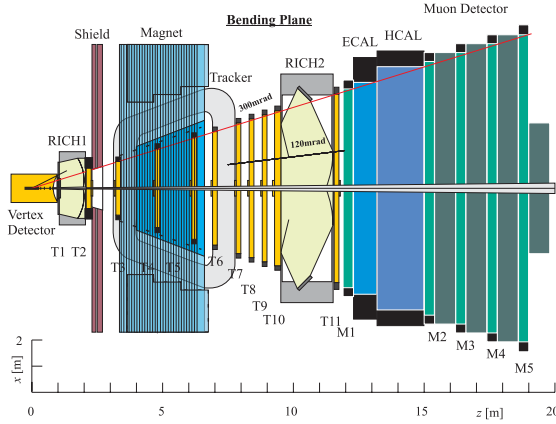 Bending Plane
Muon Detector
Shield
Magnet
ECAL
HCAL
RICH2
Tracker
300mrad
RICH1
120mrad
Vertex
Detector
T1 T2
T3
T4
T5
T6
T7
T8
T9
T10
T11
M1
M2
M3
M4
M5
2
x [m]
0
5
10
15
z [m]
20